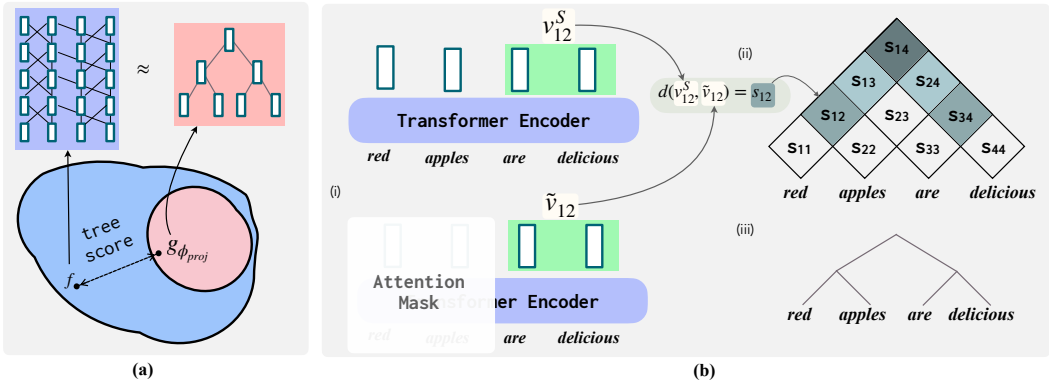 ≈
tree
score
f
g_ϕproj
(a)
v^S_12
Transformer Encoder
red apples are delicious
(i)
ṽ_12
Attention
Mask
Transformer Encoder
red apples are delicious
(ii)
d(v^S_12, ṽ_12) = s_12
S14
S13 S24
S12 S23 S34
S11 S22 S33 S44
red apples are delicious
(iii)
red apples are delicious
(b)